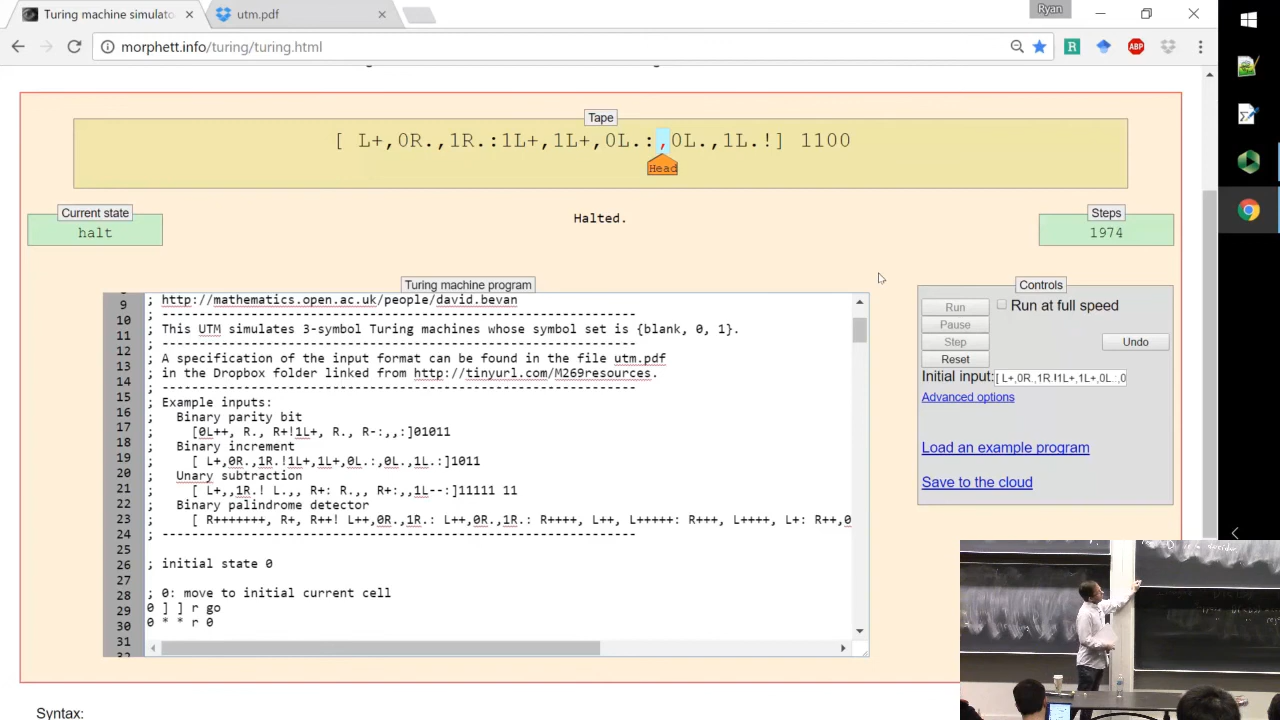 Turing machine simulato
utm.pdf
Ryan
morphett.info/turing/turing.html
R
ABP
Tape
[ L+,0R.,1R.:1L+,1L+,0L.:,0L.,1L.!] 1100
Head
Current state
halt
Halted.
Steps
1974
Turing machine program
9 ; http://mathematics.open.ac.uk/people/david.bevan
10 ; -----------------------------------------------------------------
11 ; This UTM simulates 3-symbol Turing machines whose symbol set is {blank, 0, 1}.
12 ; -----------------------------------------------------------------
13 ; A specification of the input format can be found in the file utm.pdf
14 ; in the Dropbox folder linked from http://tinyurl.com/M269resources.
15 ; -----------------------------------------------------------------
16 ; Example inputs:
17 ;   Binary parity bit
18 ;     [0L++, R., R+!1L+, R., R-:,,:]01011
19 ;   Binary increment
20 ;     [ L+,0R.,1R.!1L+,1L+,0L.:,0L.,1L.:]1011
21 ;   Unary subtraction
22 ;     [ L+,,1R.! L.,, R+: R.,, R+:,,1L--:]11111 11
23 ;   Binary palindrome detector
24 ;     [ R+++++++, R+, R++! L++,0R.,1R.: L++,0R.,1R.: R++++, L++, L+++++: R+++, L++++, L+: R++,0
25 ; -----------------------------------------------------------------
26 ; initial state 0
27
28 ; 0: move to initial current cell
29 0 ] ] r go
30 0 * * r 0
31
Controls
Run
Run at full speed
Pause
Step
Undo
Reset
Initial input: [ L+,0R.,1R.!1L+,1L+,0L.:,0
Advanced options
Load an example program
Save to the cloud
Syntax: